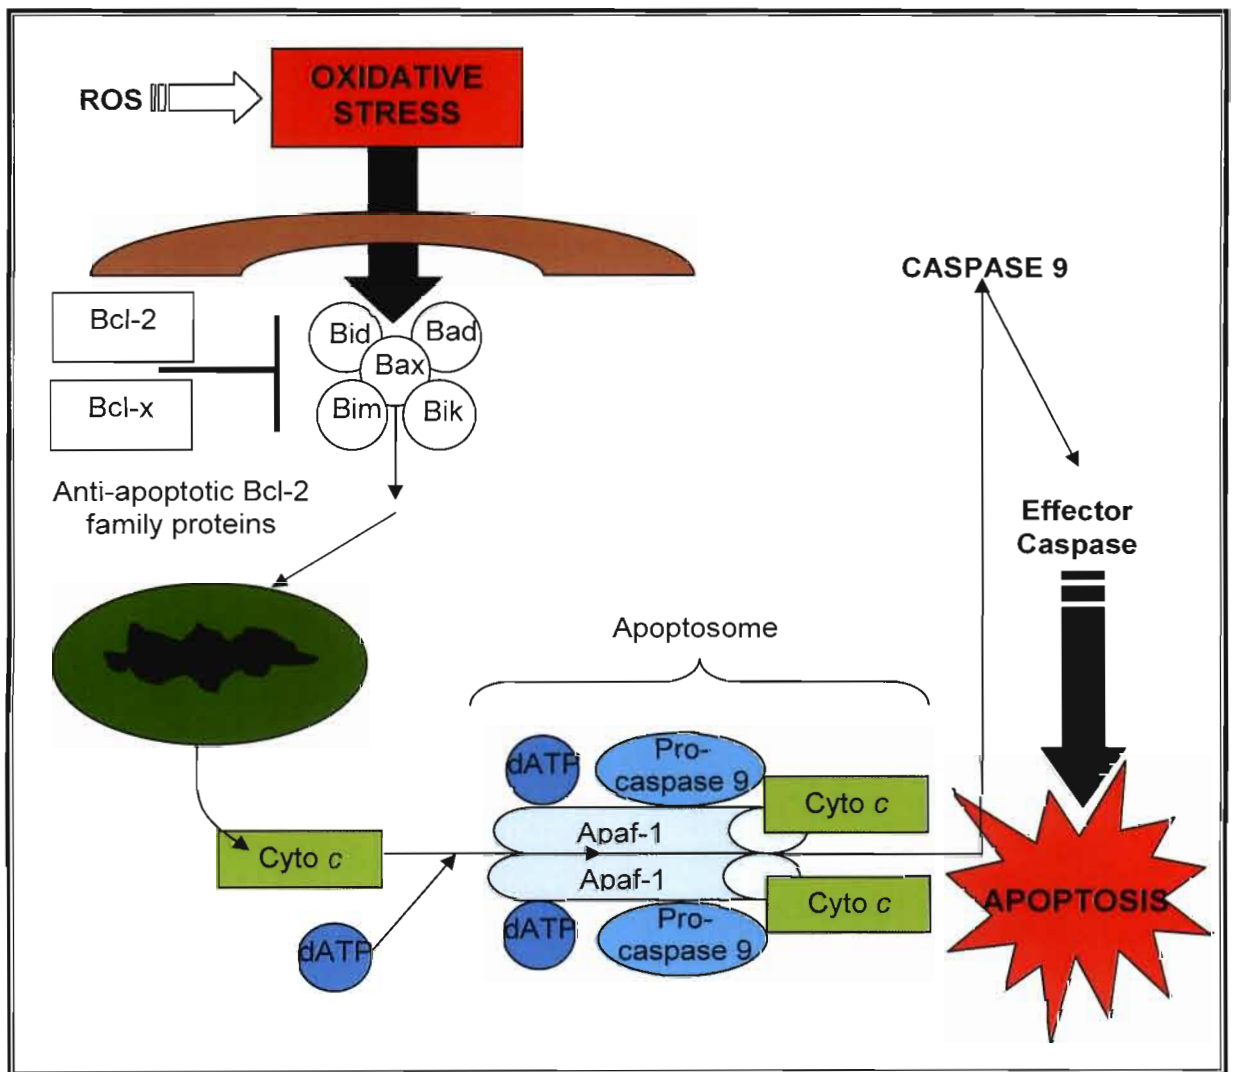 ROS
OXIDATIVE
STRESS
CASPASE 9
Bcl-2
Bcl-x
Bid
Bad
Bax
Bim
Bik
Anti-apoptotic Bcl-2
family proteins
Effector
Caspase
Apoptosome
dATP
Pro-
caspase 9
Cyto c
Apaf-1
Cyto c
Apaf-1
Cyto c
dATP
Pro-
caspase 9
dATP
APOPTOSIS